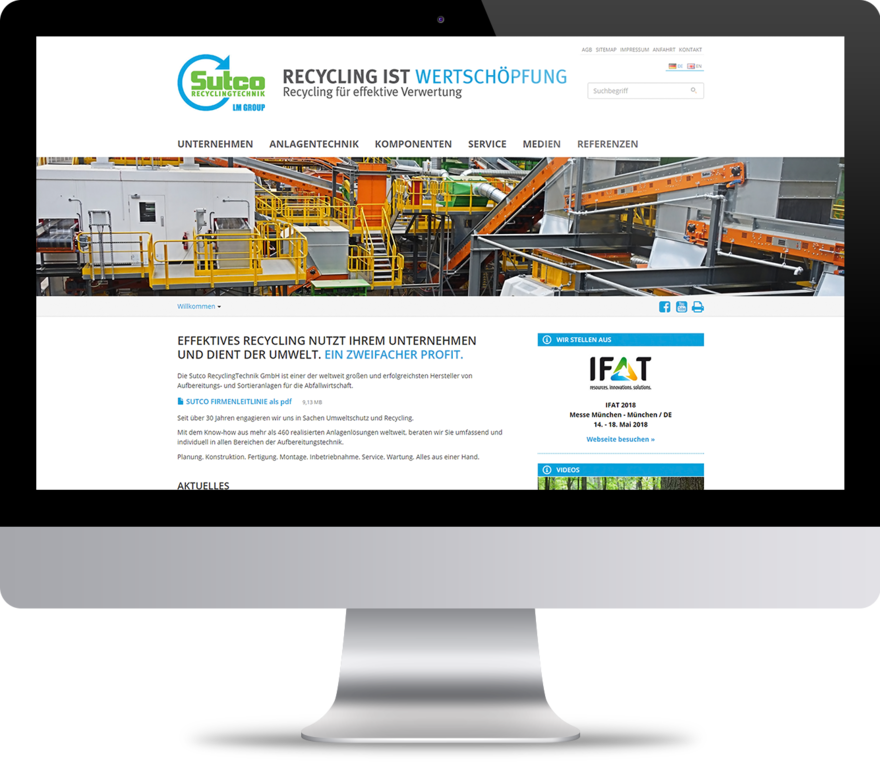 AGB SITEMAP IMPRESSUM ANFAHRT KONTAKT
DE EN
Sutco
RECYCLINGTECHNIK
LM GROUP
RECYCLING IST WERTSCHÖPFUNG
Recycling für effektive Verwertung
Suchbegriff
UNTERNEHMEN ANLAGENTECHNIK KOMPONENTEN SERVICE MEDIEN REFERENZEN
Willkommen
You Tube
EFFEKTIVES RECYCLING NUTZT IHREM UNTERNEHMEN
UND DIENT DER UMWELT. EIN ZWEIFACHER PROFIT.
Die Sutco RecyclingTechnik GmbH ist einer der weltweit großen und erfolgreichsten Hersteller von
Aufbereitungs- und Sortieranlagen für die Abfallwirtschaft.
SUTCO FIRMENLEITLINIE als pdf 9,13 MB
Seit über 30 Jahren engagieren wir uns in Sachen Umweltschutz und Recycling.
Mit dem Know-how aus mehr als 460 realisierten Anlagenlösungen weltweit, beraten wir Sie umfassend und
individuell in allen Bereichen der Aufbereitungstechnik.
Planung. Konstruktion. Fertigung. Montage. Inbetriebnahme. Service. Wartung. Alles aus einer Hand.
AKTUELLES
WIR STELLEN AUS
IFAT
resources. innovations. solutions.
IFAT 2018
Messe München - München / DE
14. - 18. Mai 2018
Webseite besuchen »
VIDEOS